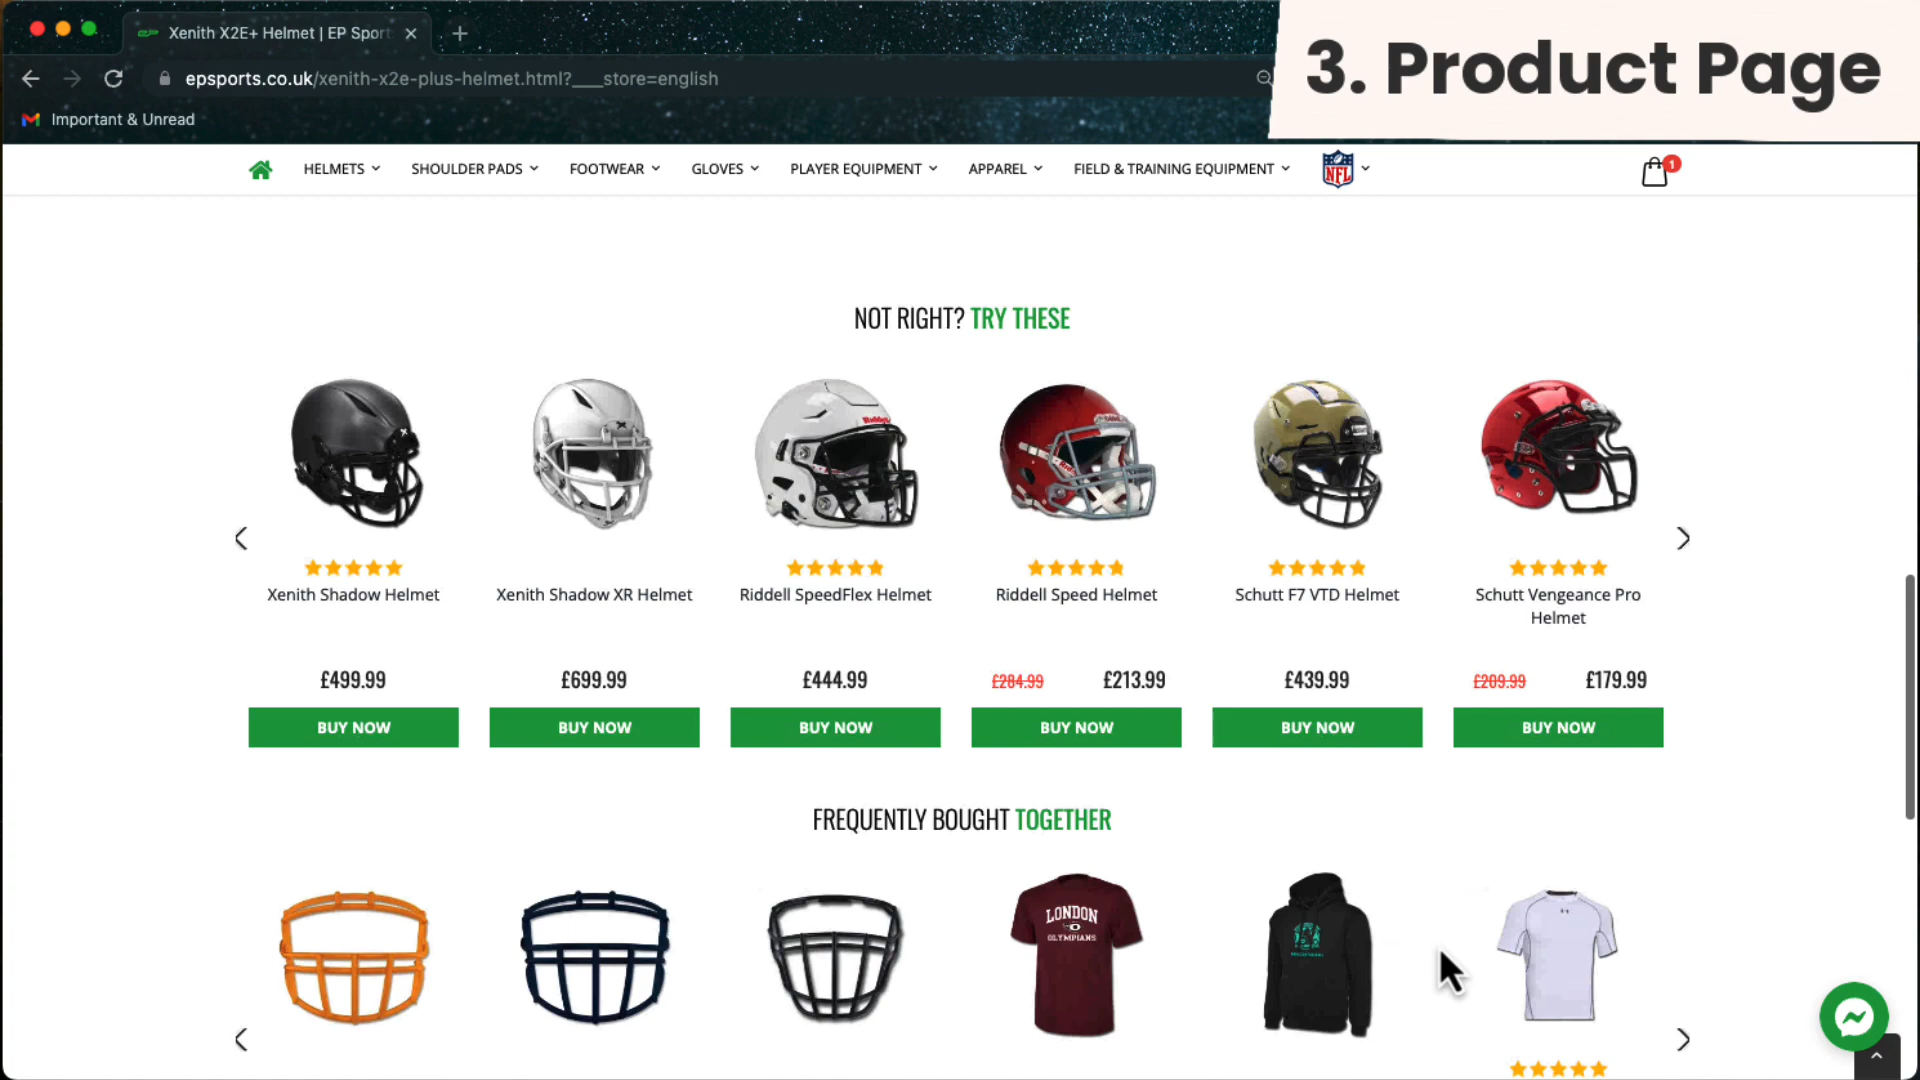 Xenith X2E+ Helmet | EP Sport
3. Product Page
epsports.co.uk/xenith-x2e-plus-helmet.html?___store=english
Important & Unread
HELMETS
SHOULDER PADS
FOOTWEAR
GLOVES
PLAYER EQUIPMENT
APPAREL
FIELD & TRAINING EQUIPMENT
NFL
1
NOT RIGHT? TRY THESE
Riddell
Xenith Shadow Helmet
Xenith Shadow XR Helmet
Riddell SpeedFlex Helmet
Riddell Speed Helmet
Schutt F7 VTD Helmet
Schutt Vengeance Pro
Helmet
£499.99
£699.99
£444.99
£284.99 £213.99
£439.99
£209.99 £179.99
BUY NOW
BUY NOW
BUY NOW
BUY NOW
BUY NOW
BUY NOW
FREQUENTLY BOUGHT TOGETHER
LONDON
OLYMPIANS